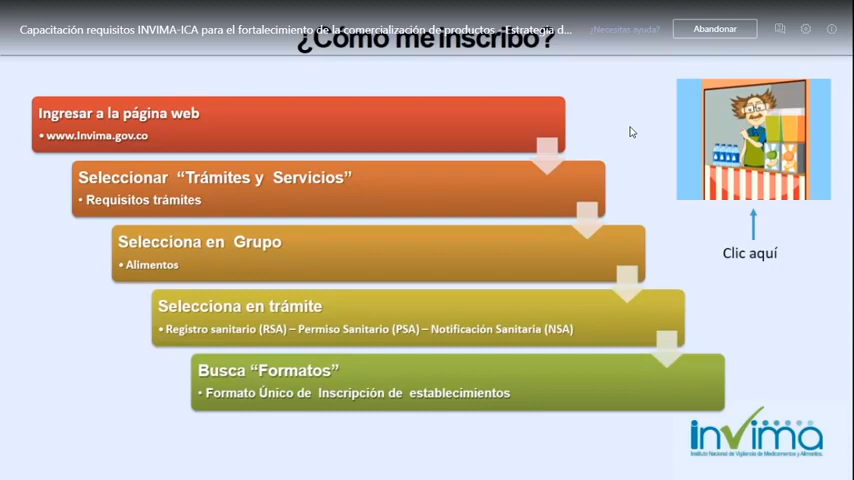 Capacitación requisitos INVIMA-ICA para el fortalecimiento de la comercialización de productos - Estrategia d...
¿Necesitas ayuda?
Abandonar
¿Cómo me inscribo?
Ingresar a la página web
• www.Invima.gov.co
Seleccionar “Trámites y Servicios”
• Requisitos trámites
Selecciona en Grupo
• Alimentos
Selecciona en trámite
• Registro sanitario (RSA) – Permiso Sanitario (PSA) – Notificación Sanitaria (NSA)
Busca “Formatos”
• Formato Único de Inscripción de establecimientos
Clic aquí
invima
Instituto Nacional de Vigilancia de Medicamentos y Alimentos.